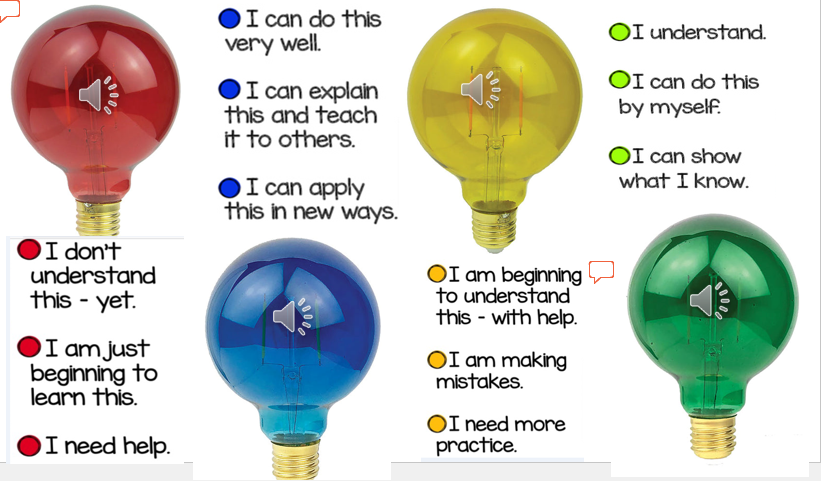 I can do this
very well.
I can explain
this and teach
it to others.
I can apply
this in new ways.
I understand.
I can do this
by myself.
I can show
what I know.
I don't
understand
this - yet.
I am just
beginning to
learn this.
I need help.
I am beginning
to understand
this - with help.
I am making
mistakes.
I need more
practice.